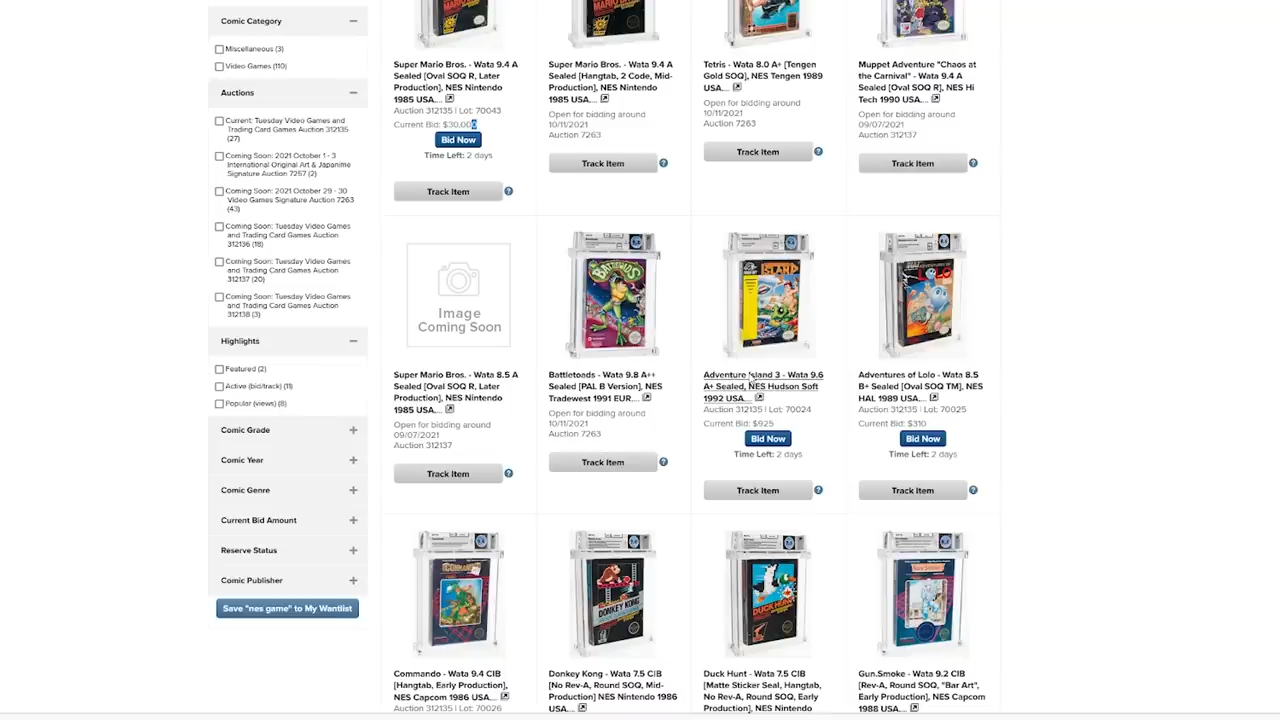 Comic Category
Miscellaneous (3)
Video Games (110)
Auctions
Current: Tuesday Video Games and
Trading Card Games Auction 312135
(27)
Coming Soon: 2021 October 1 - 3
International Original Art & Japanime
Signature Auction 7257 (2)
Coming Soon: 2021 October 29 - 30
Video Games Signature Auction 7263
(43)
Coming Soon: Tuesday Video Games
and Trading Card Games Auction
312136 (18)
Coming Soon: Tuesday Video Games
and Trading Card Games Auction
312137 (20)
Coming Soon: Tuesday Video Games
and Trading Card Games Auction
312138 (3)
Highlights
Featured (2)
Active (bid/track) (11)
Popular (views) (8)
Comic Grade
Comic Year
Comic Genre
Current Bid Amount
Reserve Status
Comic Publisher
Save "nes game" to My Wantlist
Super Mario Bros. - Wata 9.4 A
Sealed [Oval SOQ R, Later
Production], NES Nintendo
1985 USA....
Auction 312135 | Lot: 70043
Current Bid: $30,000
Bid Now
Time Left: 2 days
Track Item
Super Mario Bros. - Wata 9.4 A
Sealed [Hangtab, 2 Code, Mid-
Production], NES Nintendo
1985 USA....
Open for bidding around
10/11/2021
Auction 7263
Track Item
Tetris - Wata 8.0 A+ [Tengen
Gold SOQ], NES Tengen 1989
USA....
Open for bidding around
10/11/2021
Auction 7263
Track Item
Muppet Adventure "Chaos at
the Carnival" - Wata 9.4 A
Sealed [Oval SOQ R], NES Hi
Tech 1990 USA....
Open for bidding around
09/07/2021
Auction 312137
Track Item
Image
Coming Soon
Super Mario Bros. - Wata 8.5 A
Sealed [Oval SOQ R, Later
Production], NES Nintendo
1985 USA....
Open for bidding around
09/07/2021
Auction 312137
Track Item
Battletoads - Wata 9.8 A++
Sealed [PAL B Version], NES
Tradewest 1991 EUR....
Open for bidding around
10/11/2021
Auction 7263
Track Item
Adventure Island 3 - Wata 9.6
A+ Sealed, NES Hudson Soft
1992 USA....
Auction 312135 | Lot: 70024
Current Bid: $925
Bid Now
Time Left: 2 days
Track Item
Adventures of Lolo - Wata 8.5
B+ Sealed [Oval SOQ TM], NES
HAL 1989 USA....
Auction 312135 | Lot: 70025
Current Bid: $310
Bid Now
Time Left: 2 days
Track Item
DONKEY KONG
DUCK HUNT
Commando - Wata 9.4 CIB
[Hangtab, Early Production],
NES Capcom 1986 USA....
Auction 312135 | Lot: 70026
Donkey Kong - Wata 7.5 CIB
[No Rev-A, Round SOQ, Mid-
Production] NES Nintendo 1986
USA....
Duck Hunt - Wata 7.5 CIB
[Matte Sticker Seal, Hangtab,
No Rev-A, Round SOQ, Early
Production], NES Nintendo
Gun.Smoke - Wata 9.2 CIB
[Rev-A, Round SOQ, "Bar Art",
Early Production], NES Capcom
1988 USA....